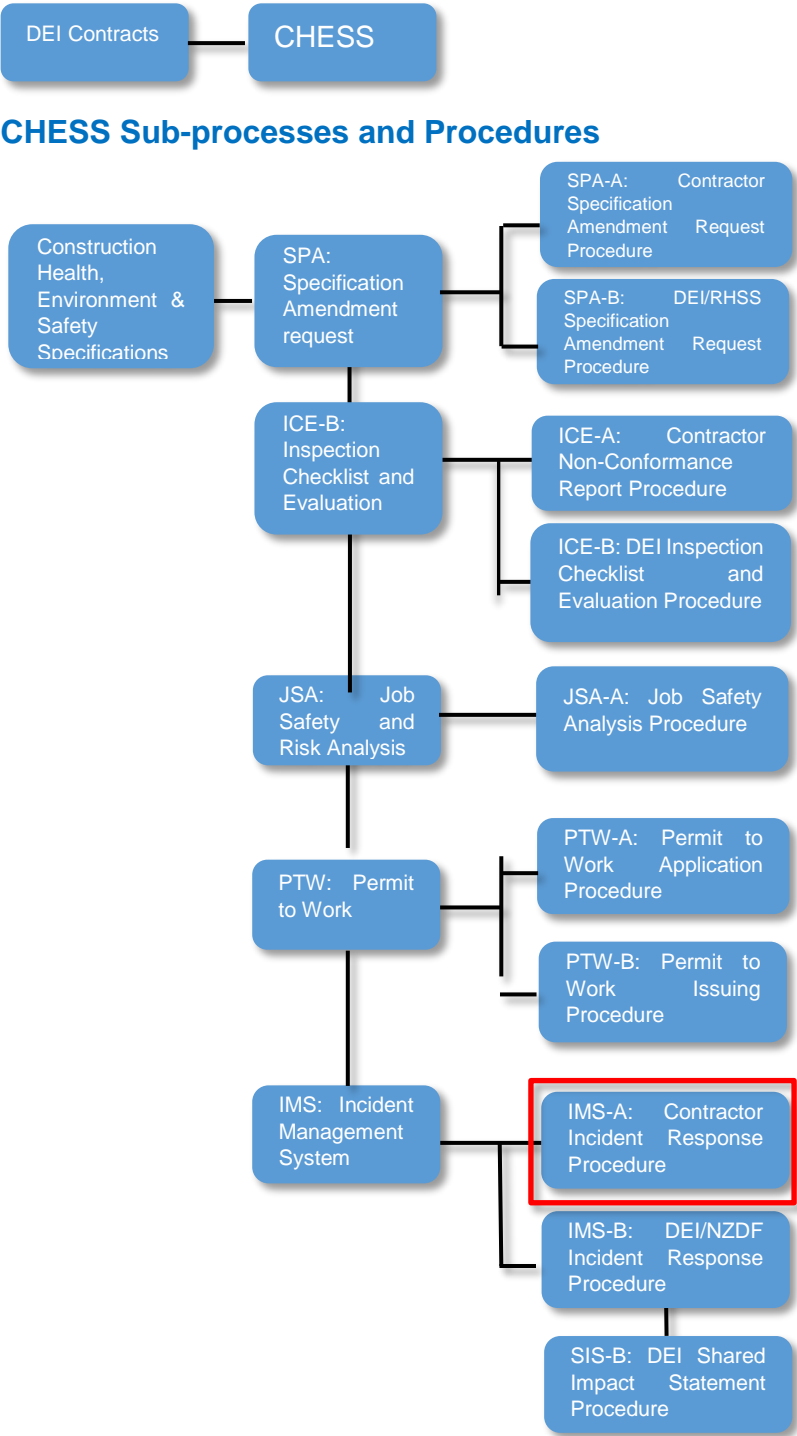 DEI Contracts
CHESS
CHESS Sub-processes and Procedures
Construction
Health,
Environment &
Safety
Specifications
SPA:
Specification
Amendment
request
SPA-A: Contractor
Specification
Amendment Request
Procedure
SPA-B: DEI/RHSS
Specification
Amendment Request
Procedure
ICE-B:
Inspection
Checklist and
Evaluation
ICE-A: Contractor
Non-Conformance
Report Procedure
ICE-B: DEI Inspection
Checklist and
Evaluation Procedure
JSA: Job
Safety and
Risk Analysis
JSA-A: Job Safety
Analysis Procedure
PTW: Permit
to Work
PTW-A: Permit to
Work Application
Procedure
PTW-B: Permit to
Work Issuing
Procedure
IMS: Incident
Management
System
IMS-A: Contractor
Incident Response
Procedure
IMS-B: DEI/NZDF
Incident Response
Procedure
SIS-B: DEI Shared
Impact Statement
Procedure